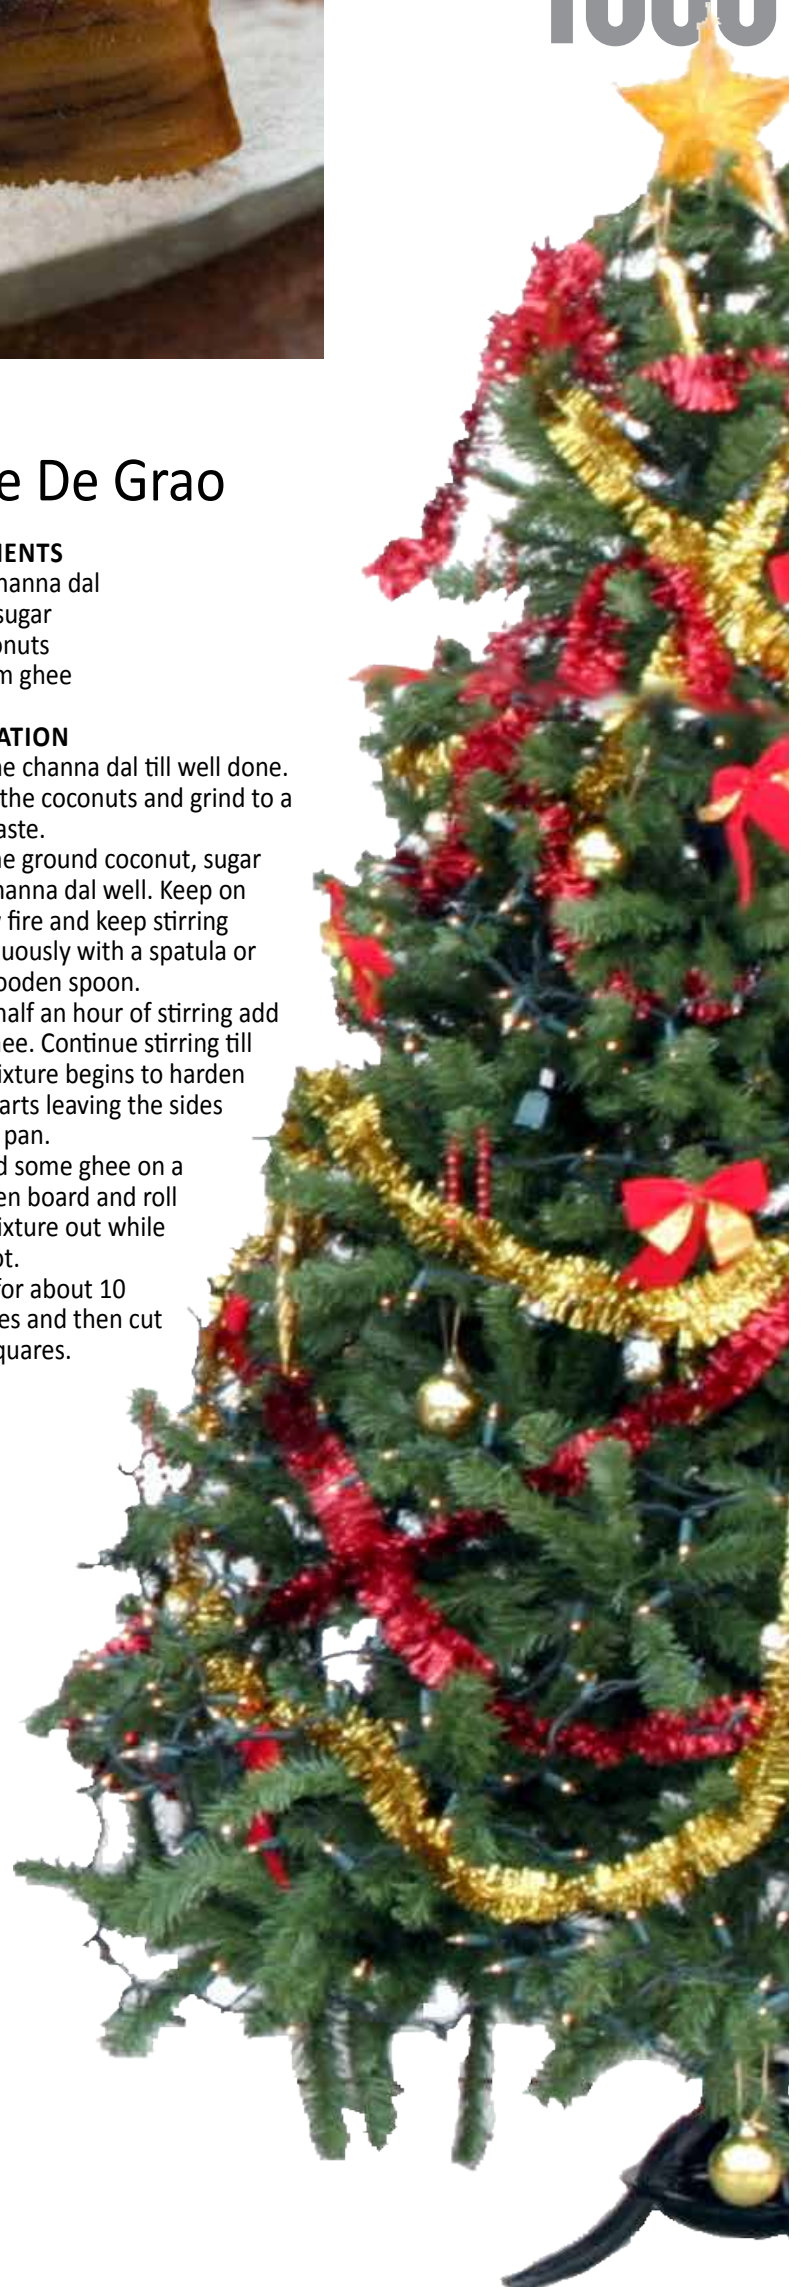 e De Grao
IENTS
hanna dal
sugar
onuts
m ghee
ATION
he channa dal till well done.
the coconuts and grind to a
aste.
he ground coconut, sugar
hanna dal well. Keep on
fire and keep stirring
uously with a spatula or
ooden spoon.
half an hour of stirring add
hee. Continue stirring till
ixture begins to harden
arts leaving the sides
pan.
d some ghee on a
en board and roll
ixture out while
ot.
for about 10
es and then cut
quares.